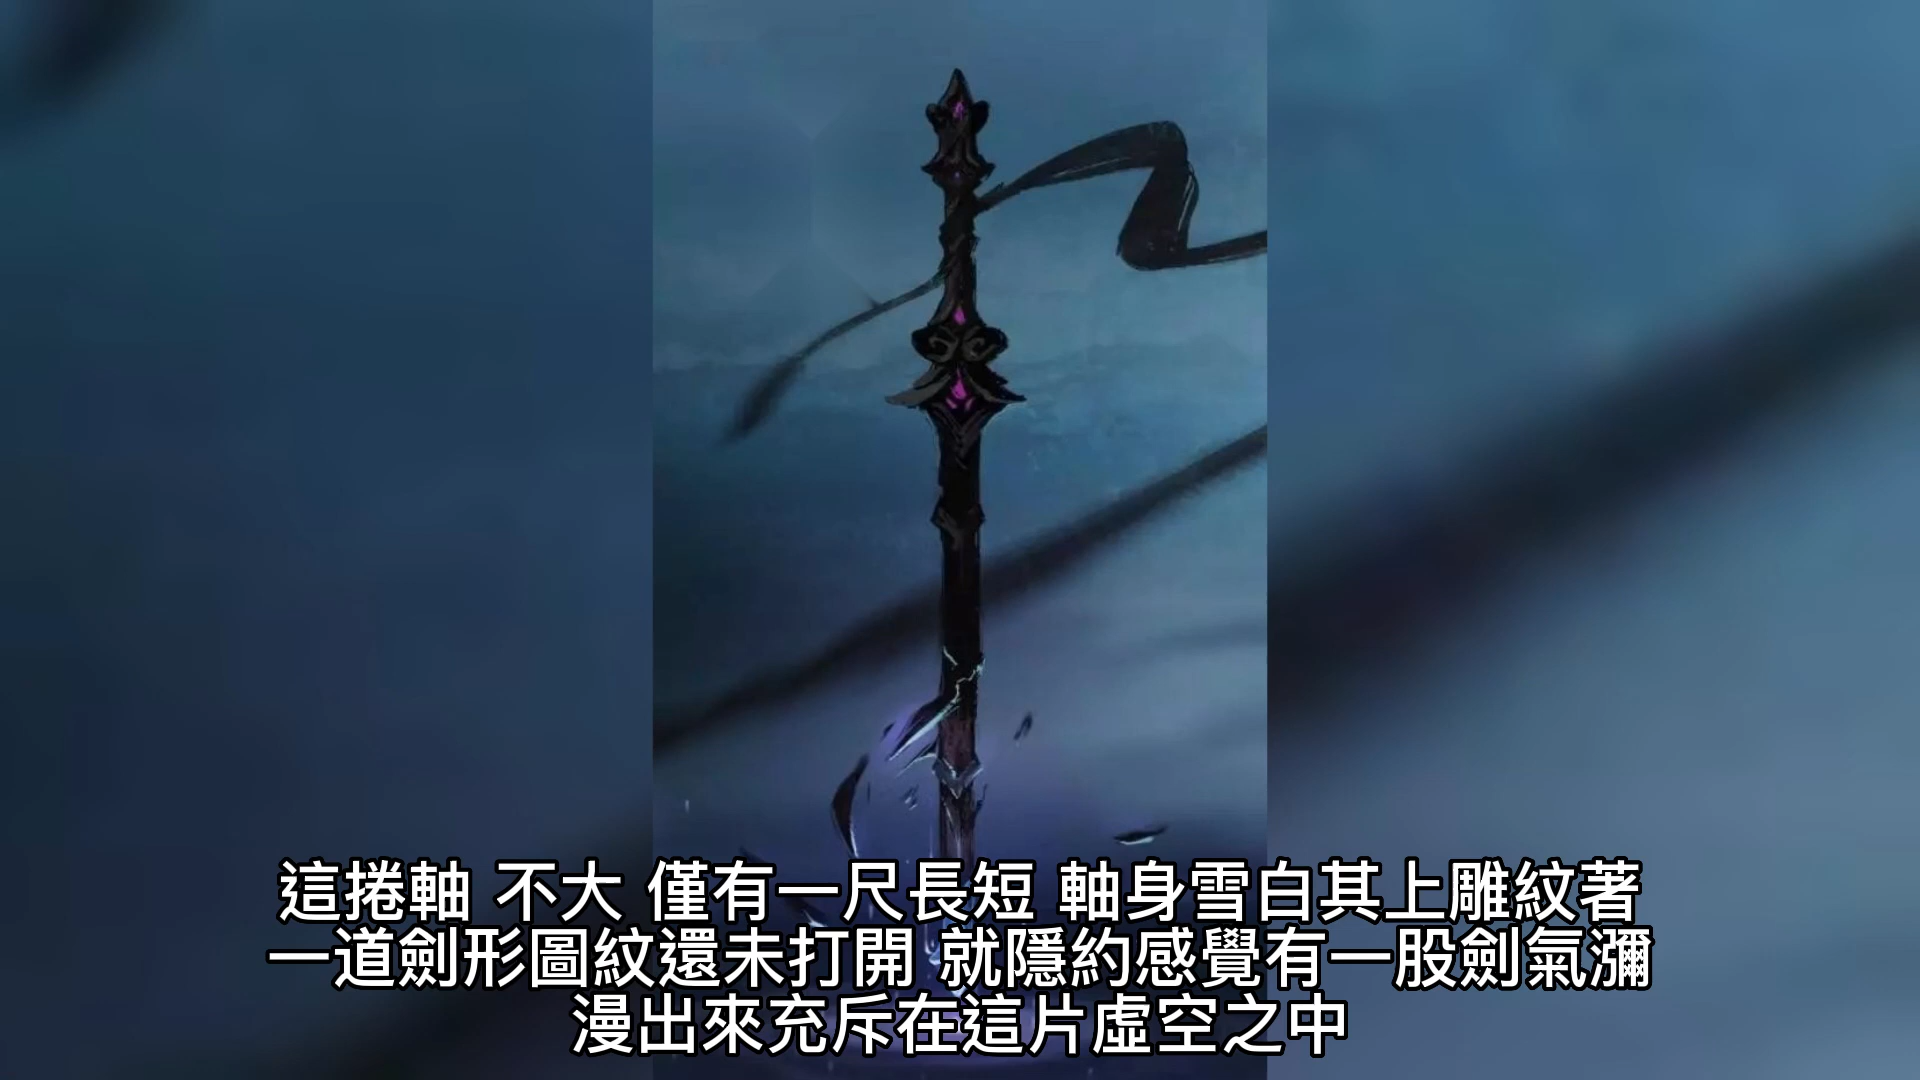 這捲軸 不大 僅有一尺長短 軸身雪白其上雕紋著
一道劍形圖紋還未打開 就隱約感覺有一股劍氣瀰
漫出來充斥在這片虛空之中